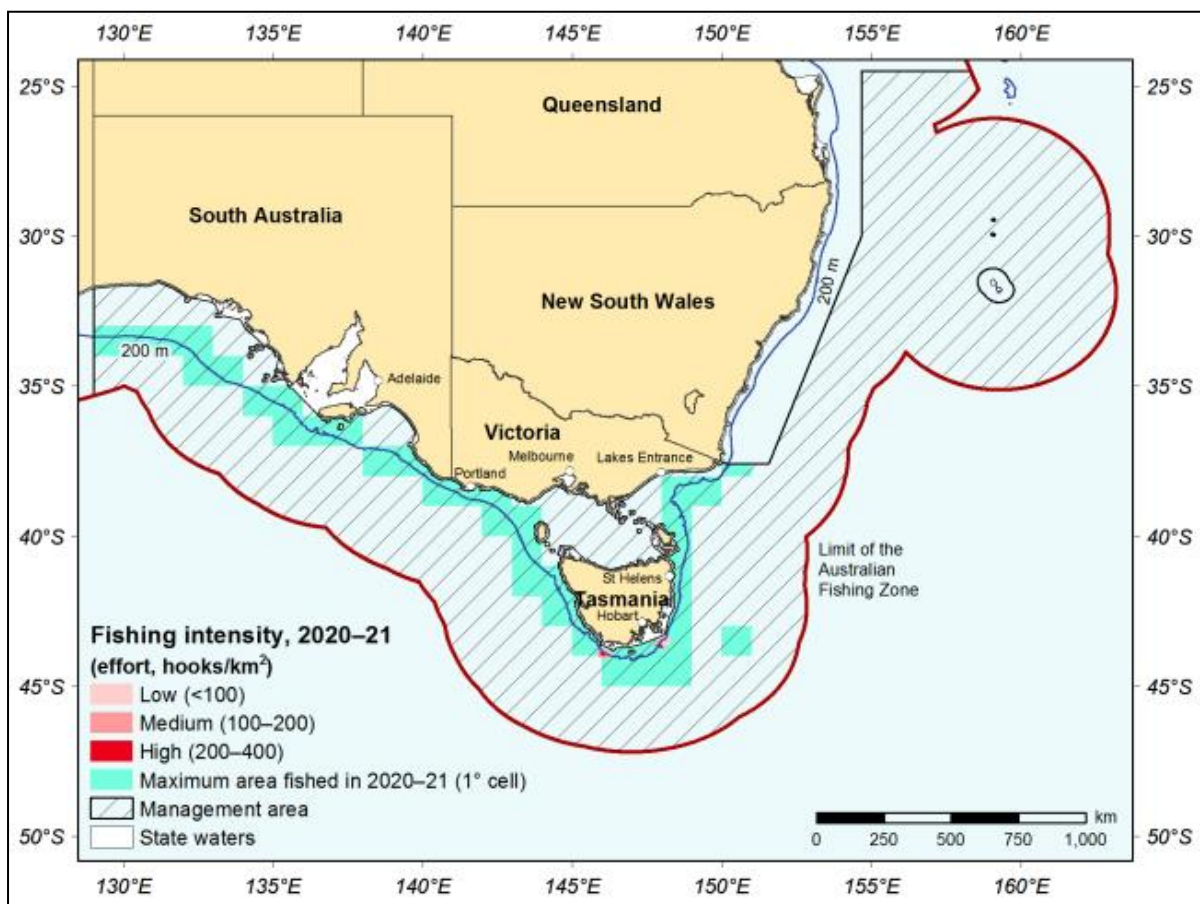 130°E 135°E 140°E 145°E 150°E 155°E 160°E
25°S 25°S
Queensland
South Australia
30°S 30°S
New South Wales
200 m
200 m
35°S 35°S
Adelaide
Victoria
Melbourne Lakes Entrance
Portland
40°S 40°S
Limit of the
Australian
Fishing Zone
St Helens
Tasmania
Hobart
Fishing intensity, 2020–21
(effort, hooks/km²)
45°S 45°S
Low (<100)
Medium (100–200)
High (200–400)
Maximum area fished in 2020–21 (1° cell)
Management area
State waters
km
0 250 500 750 1,000
50°S 50°S
130°E 135°E 140°E 145°E 150°E 155°E 160°E